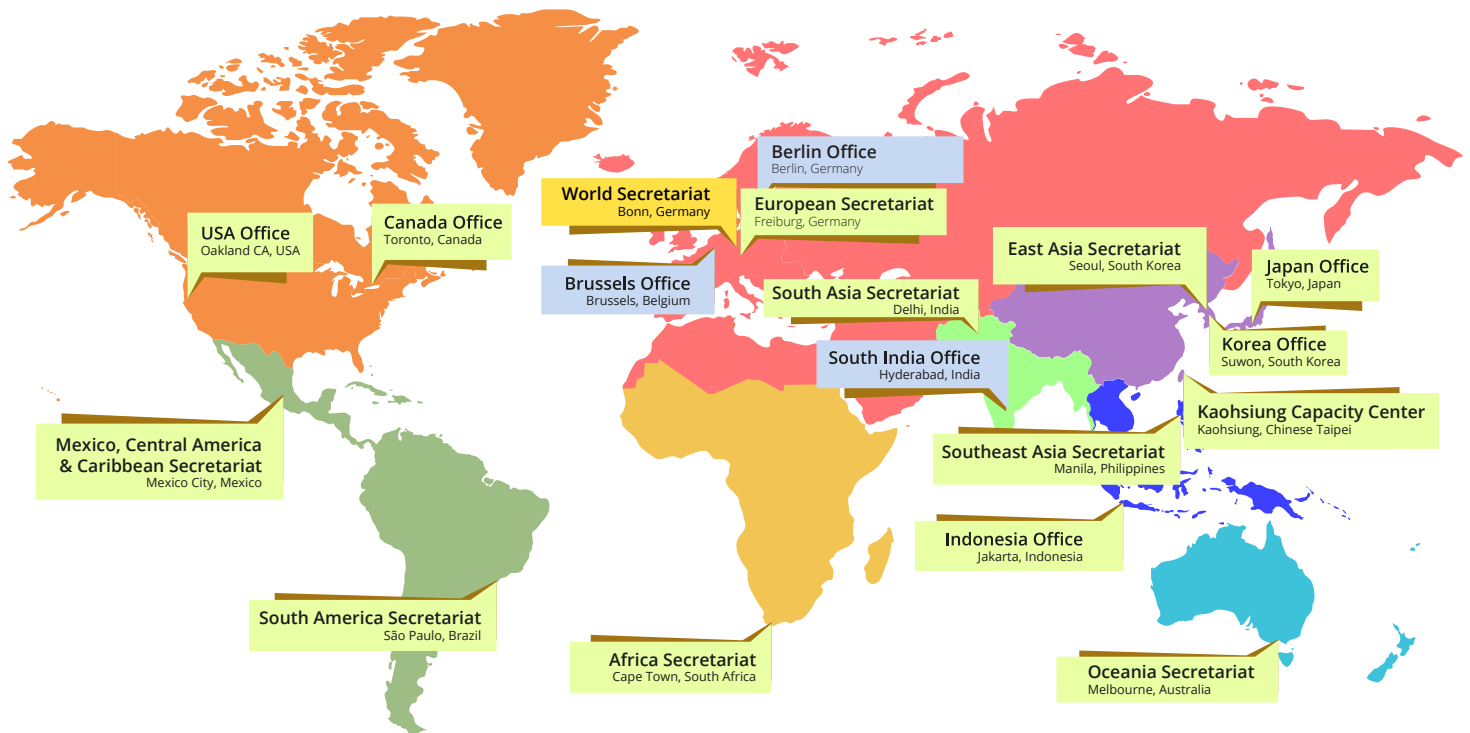 Berlin Office
Berlin, Germany
World Secretariat
Bonn, Germany
European Secretariat
Freiburg, Germany
USA Office
Oakland CA, USA
Canada Office
Toronto, Canada
East Asia Secretariat
Seoul, South Korea
Japan Office
Tokyo, Japan
Brussels Office
Brussels, Belgium
South Asia Secretariat
Delhi, India
Korea Office
Suwon, South Korea
South India Office
Hyderabad, India
Kaohsiung Capacity Center
Kaohsiung, Chinese Taipei
Mexico, Central America
& Caribbean Secretariat
Mexico City, Mexico
Southeast Asia Secretariat
Manila, Philippines
Indonesia Office
Jakarta, Indonesia
South America Secretariat
São Paulo, Brazil
Africa Secretariat
Cape Town, South Africa
Oceania Secretariat
Melbourne, Australia